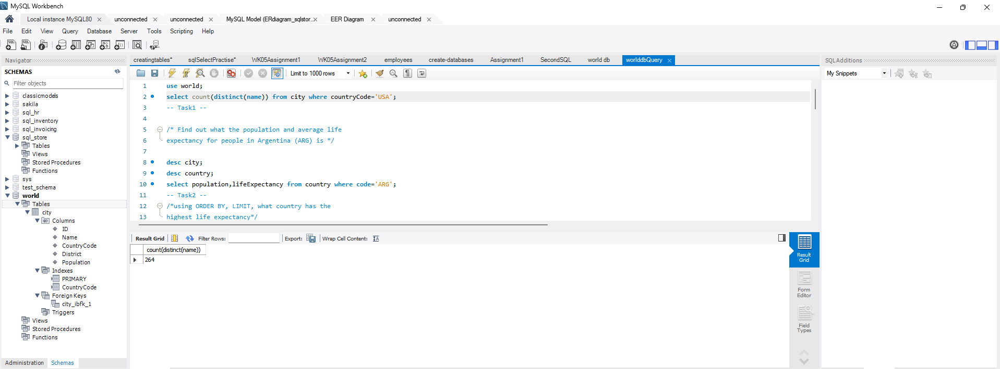 MySQL Workbench
Local instance MySQL80 unconnected unconnected MySQL Model (ERdiagram_sqlstor... EER Diagram unconnected
File Edit View Query Database Server Tools Scripting Help
Navigator
SCHEMAS
Filter objects
classicmodels
sakila
sql_hr
sql_inventory
sql_invoicing
sql_store
Tables
Views
Stored Procedures
Functions
sys
test_schema
world
Tables
city
Columns
ID
Name
CountryCode
District
Population
Indexes
PRIMARY
CountryCode
Foreign Keys
city_ibfk_1
Triggers
Views
Stored Procedures
Functions
Administration Schemas
creatingtables* sqlSelectPractise* WK05Assignment1 WK05Assignment2 employees create-databases Assignment1 SecondSQL world db worlddbQuery
Limit to 1000 rows
1 use world;
2 select count(distinct(name)) from city where countryCode='USA';
3 -- Task1 --
4
5 /* Find out what the population and average life
6 expectancy for people in Argentina (ARG) is */
7
8 desc city;
9 desc country;
10 select population,lifeExpectancy from country where code='ARG';
11 -- Task2 --
12 /*using ORDER BY, LIMIT, what country has the
13 highest life expectancy*/
Result Grid Filter Rows: Export: Wrap Cell Content:
count(distinct(name))
264
Result
Grid
Form
Editor
Field
Types
SQLAdditions
My Snippets